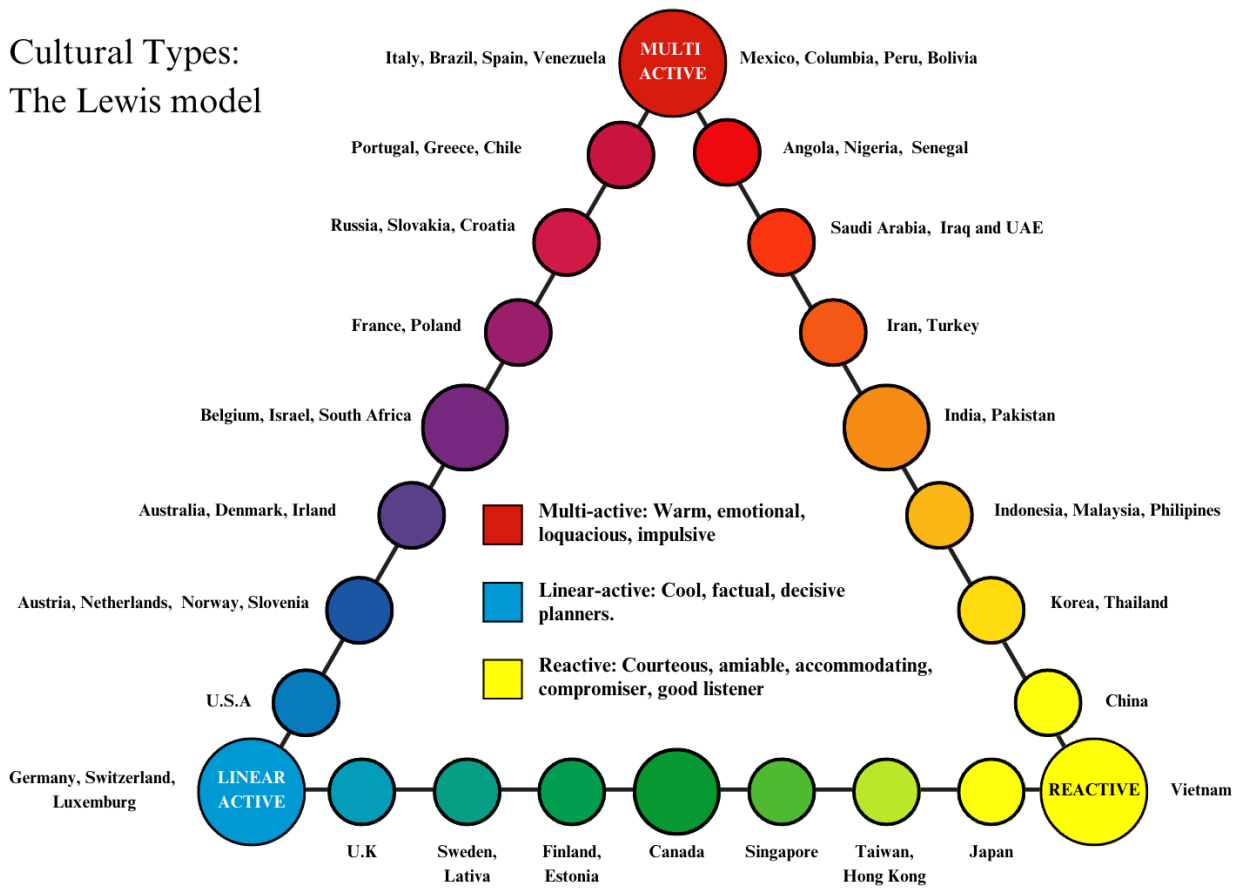 Cultural Types:
The Lewis model
Italy, Brazil, Spain, Venezuela
MULTI
ACTIVE
Mexico, Columbia, Peru, Bolivia
Portugal, Greece, Chile
Angola, Nigeria, Senegal
Russia, Slovakia, Croatia
Saudi Arabia, Iraq and UAE
France, Poland
Iran, Turkey
Belgium, Israel, South Africa
India, Pakistan
Australia, Denmark, Irland
Indonesia, Malaysia, Philipines
Multi-active: Warm, emotional,
loquacious, impulsive
Austria, Netherlands, Norway, Slovenia
Linear-active: Cool, factual, decisive
planners.
Korea, Thailand
Reactive: Courteous, amiable, accommodating,
compromiser, good listener
U.S.A
China
Germany, Switzerland,
Luxemburg
LINEAR
ACTIVE
REACTIVE
Vietnam
U.K
Sweden,
Lativa
Finland,
Estonia
Canada
Singapore
Taiwan,
Hong Kong
Japan